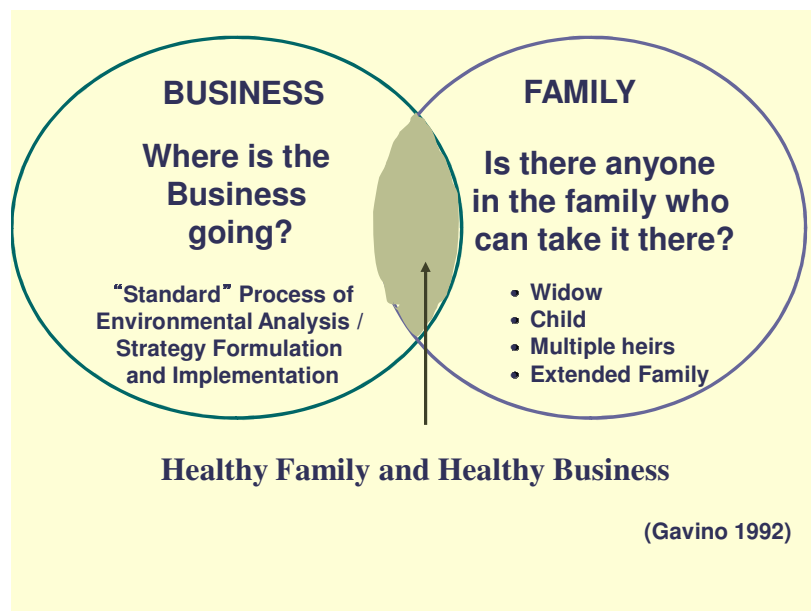 BUSINESS
Where is the
Business
going?
“Standard” Process of
Environmental Analysis /
Strategy Formulation
and Implementation
FAMILY
Is there anyone
in the family who
can take it there?
• Widow
• Child
• Multiple heirs
• Extended Family
Healthy Family and Healthy Business
(Gavino 1992)